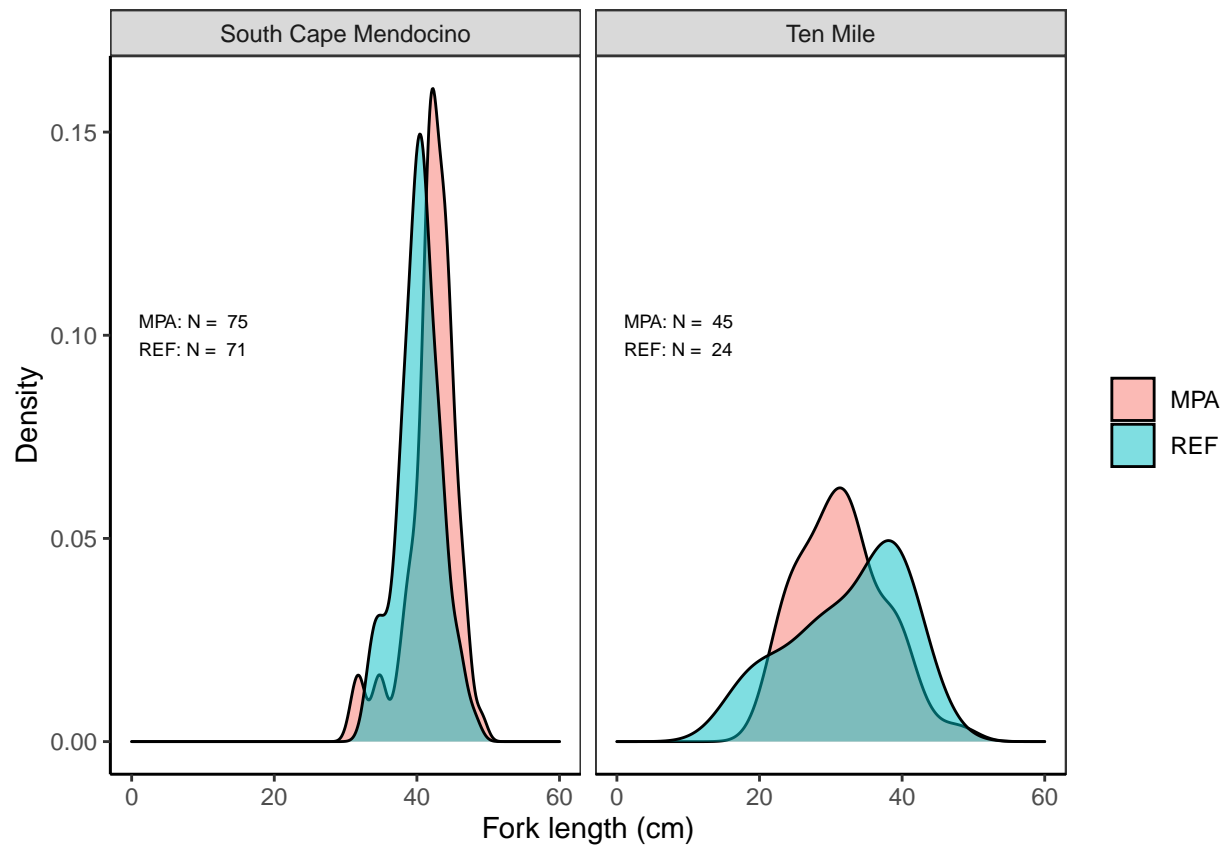 South Cape Mendocino
Ten Mile
0.15
0.10
0.05
0.00
Density
MPA: N = 75
REF: N = 71
MPA: N = 45
REF: N = 24
MPA
REF
0 20 40 60
0 20 40 60
Fork length (cm)